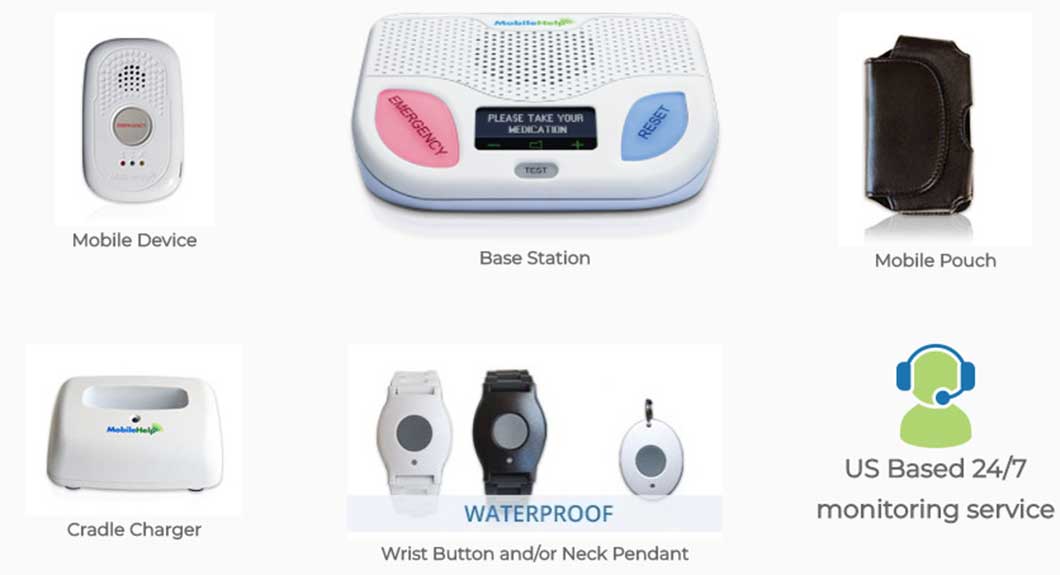 MobileHelp
EMERGENCY
PLEASE TAKE YOUR
MEDICATION
RESET
TEST
EMERGENCY
Mobile Device
Base Station
Mobile Pouch
MobileHelp
Cradle Charger
WATERPROOF
Wrist Button and/or Neck Pendant
US Based 24/7
monitoring service